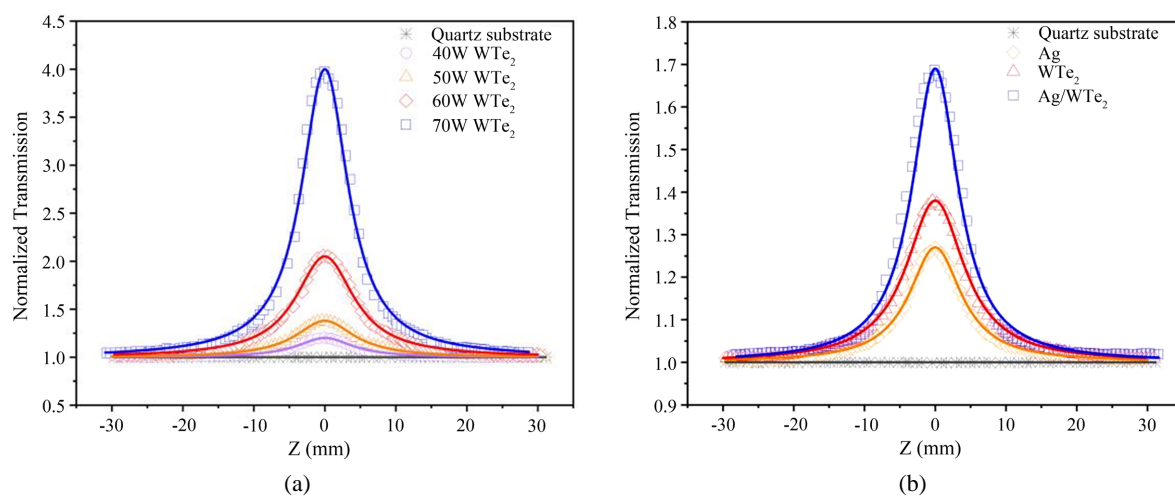 4.5
4.0
3.5
3.0
2.5
2.0
1.5
1.0
0.5
Normalized Transmission
-30
-20
-10
0
10
20
30
Z (mm)
Quartz substrate
40W WTe₂
50W WTe₂
60W WTe₂
70W WTe₂
(a)
1.8
1.7
1.6
1.5
1.4
1.3
1.2
1.1
1.0
0.9
Normalized Transmission
-30
-20
-10
0
10
20
30
Z (mm)
Quartz substrate
Ag
WTe₂
Ag/WTe₂
(b)